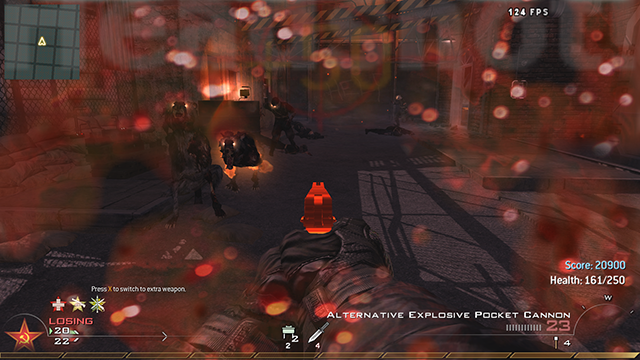 124 FPS
+50
Score: 20900
Health: 161/250
W
Press X to switch to extra weapon.
LOSING
20
22
Alternative Explosive Pocket Cannon
23
2
2
4
4